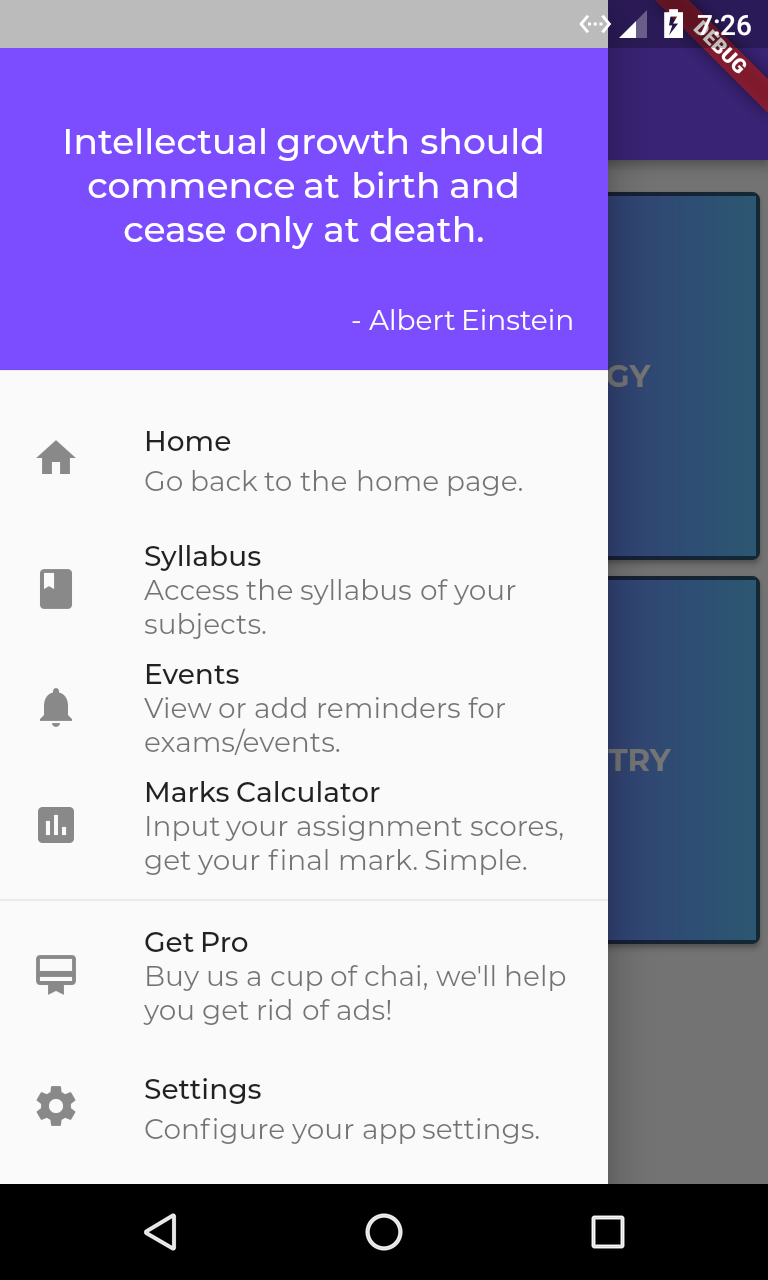 7:26
DEBUG
Intellectual growth should
commence at birth and
cease only at death.
- Albert Einstein
GY
Home
Go back to the home page.
Syllabus
Access the syllabus of your
subjects.
Events
View or add reminders for
exams/events.
TRY
Marks Calculator
Input your assignment scores,
get your final mark. Simple.
Get Pro
Buy us a cup of chai, we'll help
you get rid of ads!
Settings
Configure your app settings.